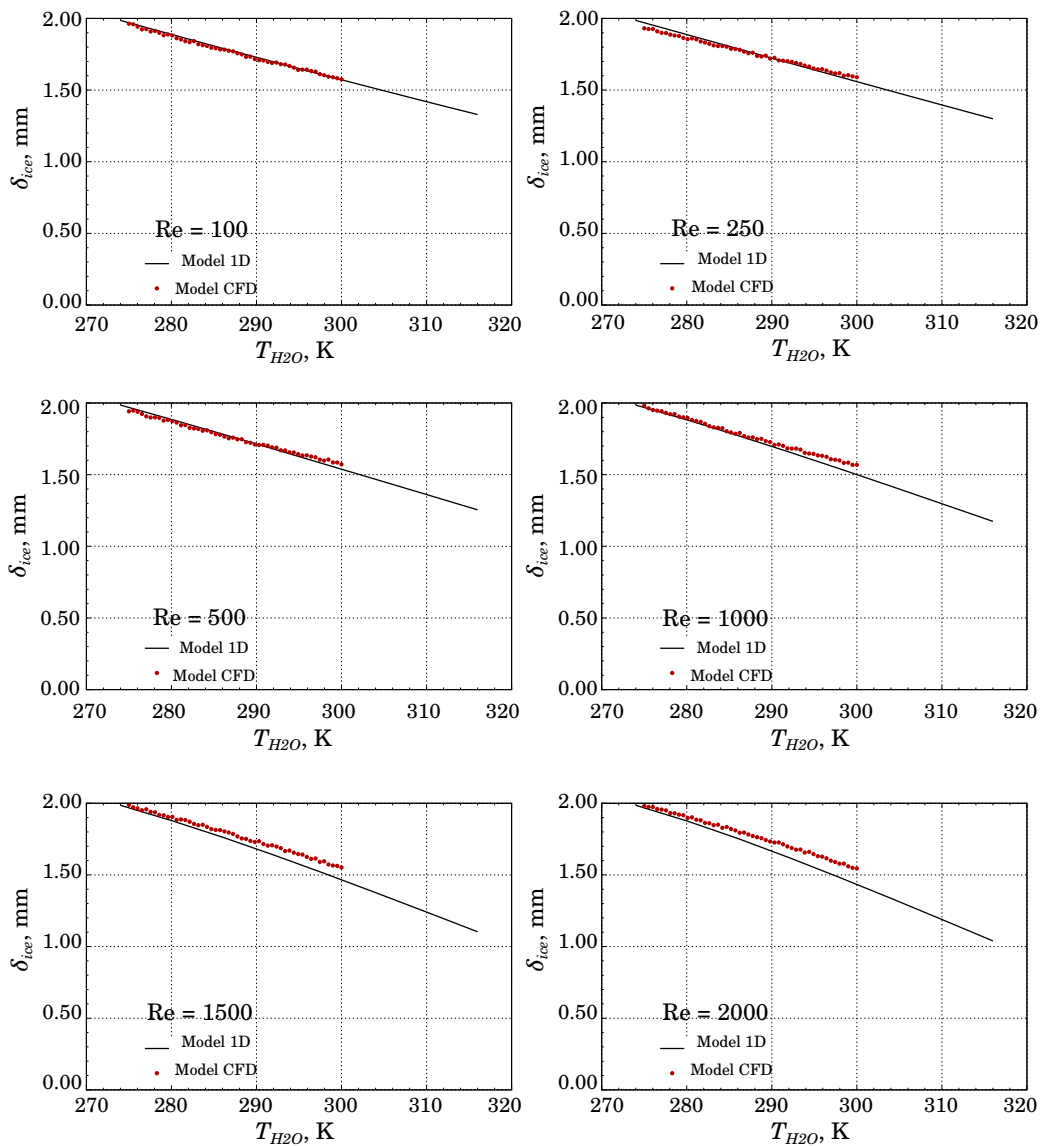 2.00
1.50
1.00
0.50
0.00
δice, mm
Re = 100
Model 1D
Model CFD
270 280 290 300 310 320
TH2O, K
2.00
1.50
1.00
0.50
0.00
δice, mm
Re = 250
Model 1D
Model CFD
270 280 290 300 310 320
TH2O, K
2.00
1.50
1.00
0.50
0.00
δice, mm
Re = 500
Model 1D
Model CFD
270 280 290 300 310 320
TH2O, K
2.00
1.50
1.00
0.50
0.00
δice, mm
Re = 1000
Model 1D
Model CFD
270 280 290 300 310 320
TH2O, K
2.00
1.50
1.00
0.50
0.00
δice, mm
Re = 1500
Model 1D
Model CFD
270 280 290 300 310 320
TH2O, K
2.00
1.50
1.00
0.50
0.00
δice, mm
Re = 2000
Model 1D
Model CFD
270 280 290 300 310 320
TH2O, K